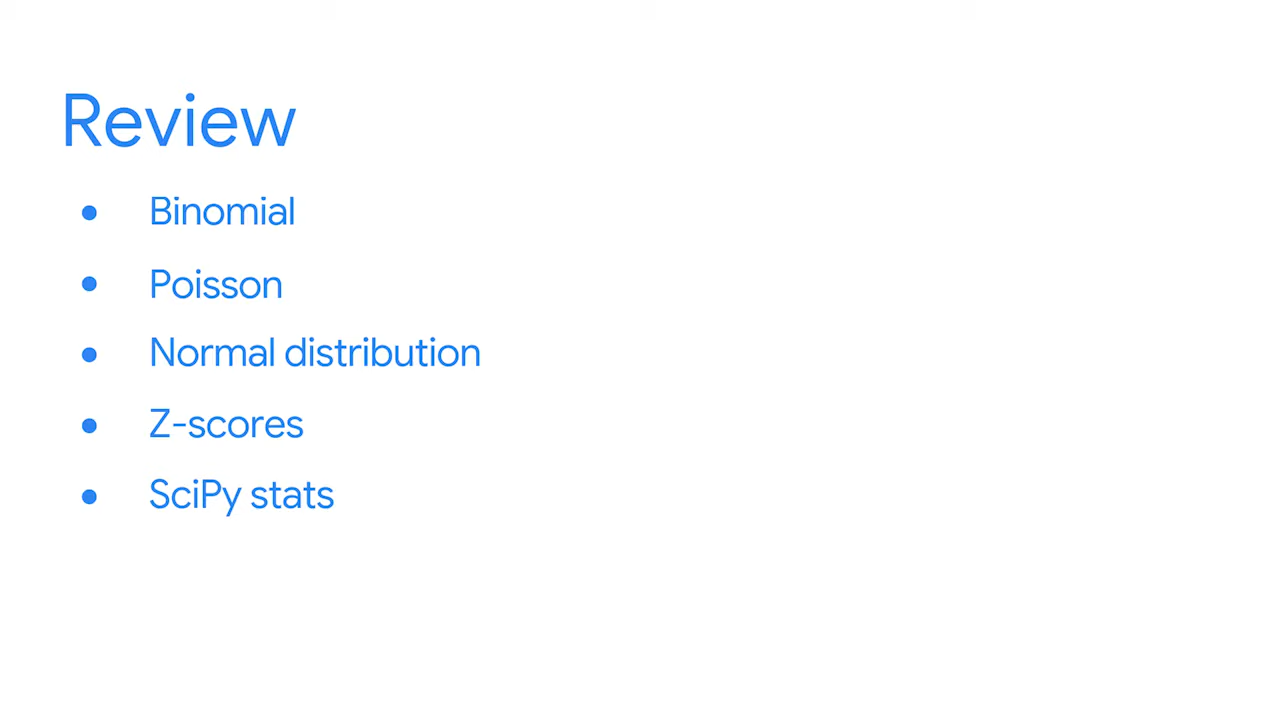 Review
• Binomial
• Poisson
• Normal distribution
• Z-scores
• SciPy stats